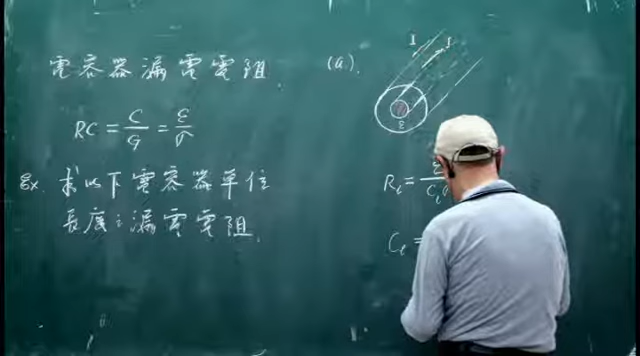 電容器漏電電阻.
RC = C/G = ε/σ
Ex. 求以下電容器單位
長度之漏電電阻.
(a).
ε
R_l = ε/C_l
C_l =